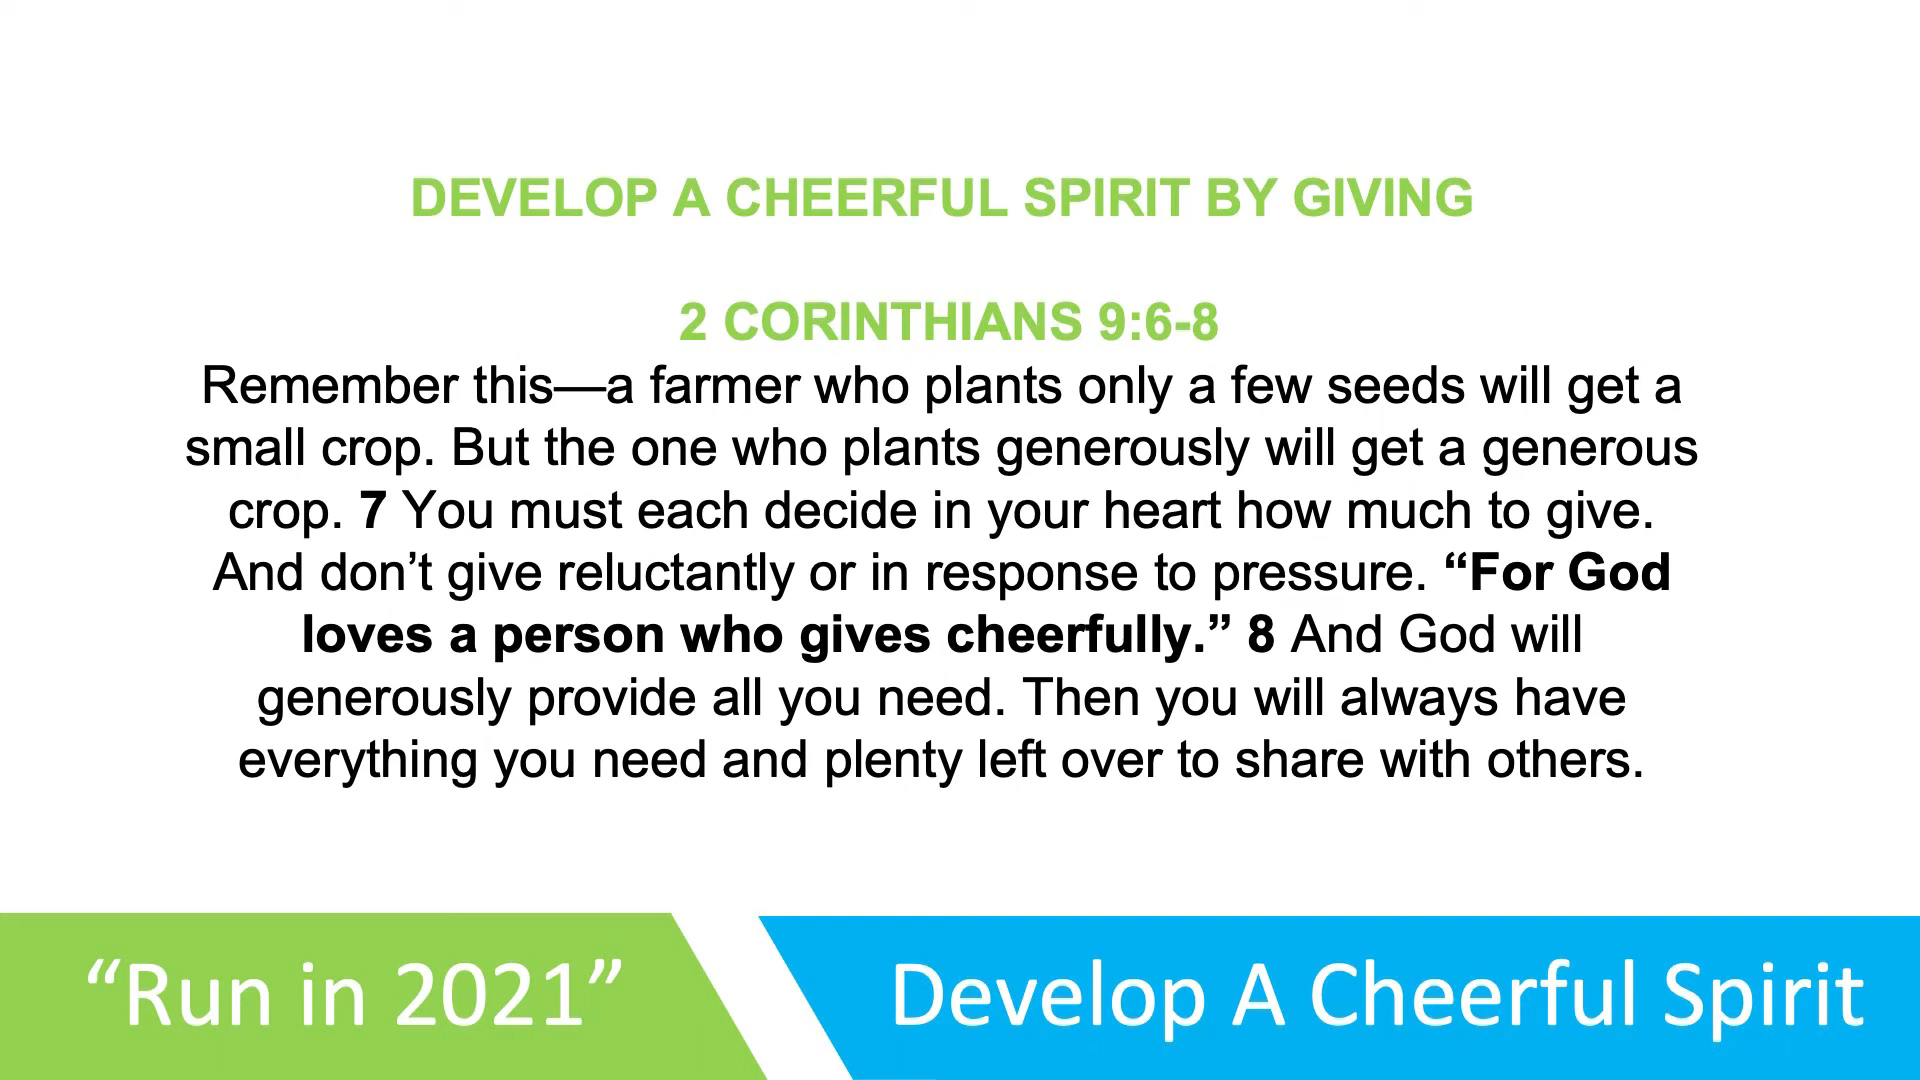 DEVELOP A CHEERFUL SPIRIT BY GIVING
2 CORINTHIANS 9:6-8
Remember this—a farmer who plants only a few seeds will get a
small crop. But the one who plants generously will get a generous
crop. 7 You must each decide in your heart how much to give.
And don’t give reluctantly or in response to pressure. “For God
loves a person who gives cheerfully.” 8 And God will
generously provide all you need. Then you will always have
everything you need and plenty left over to share with others.
“Run in 2021”
Develop A Cheerful Spirit